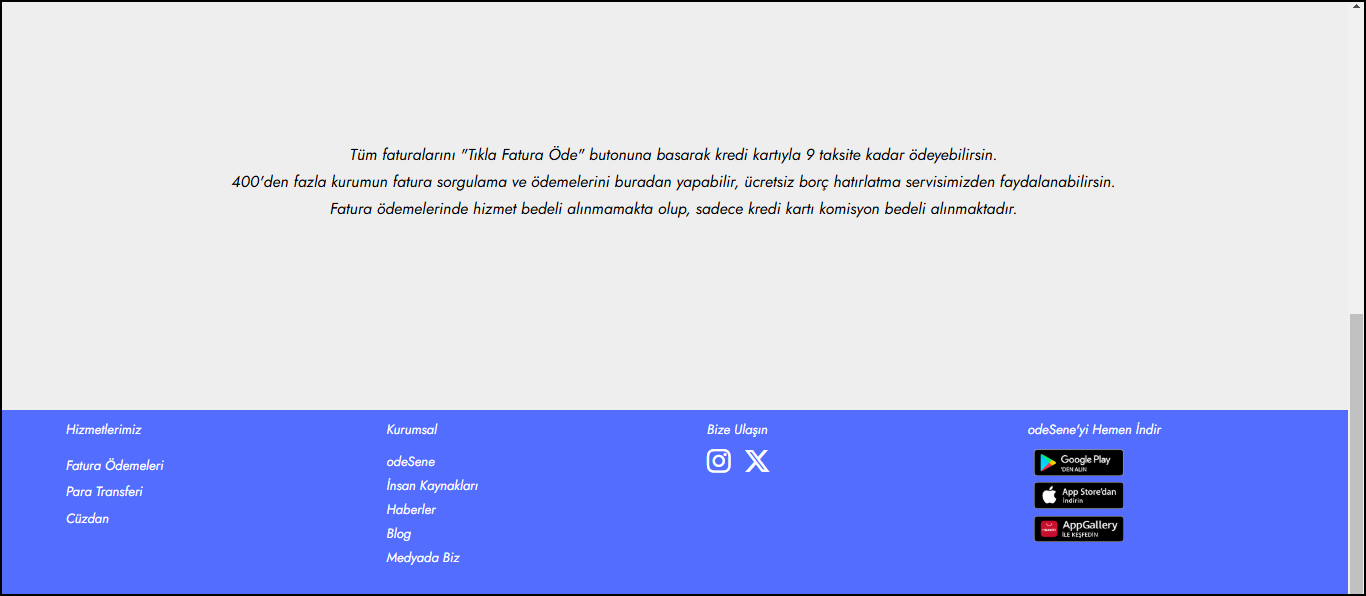 Tüm faturalarını "Tıkla Fatura Öde" butonuna basarak kredi kartıyla 9 taksite kadar ödeyebilirsin.
400'den fazla kurumun fatura sorgulama ve ödemelerini buradan yapabilir, ücretsiz borç hatırlatma servisimizden faydalanabilirsin.
Fatura ödemelerinde hizmet bedeli alınmamakta olup, sadece kredi kartı komisyon bedeli alınmaktadır.
Hizmetlerimiz
Fatura Ödemeleri
Para Transferi
Cüzdan
Kurumsal
odeSene
İnsan Kaynakları
Haberler
Blog
Medyada Biz
Bize Ulaşın
odeSene'yi Hemen İndir
Google Play
'DEN ALIN
App Store'dan
İndirin
AppGallery
İLE KEŞFEDİN